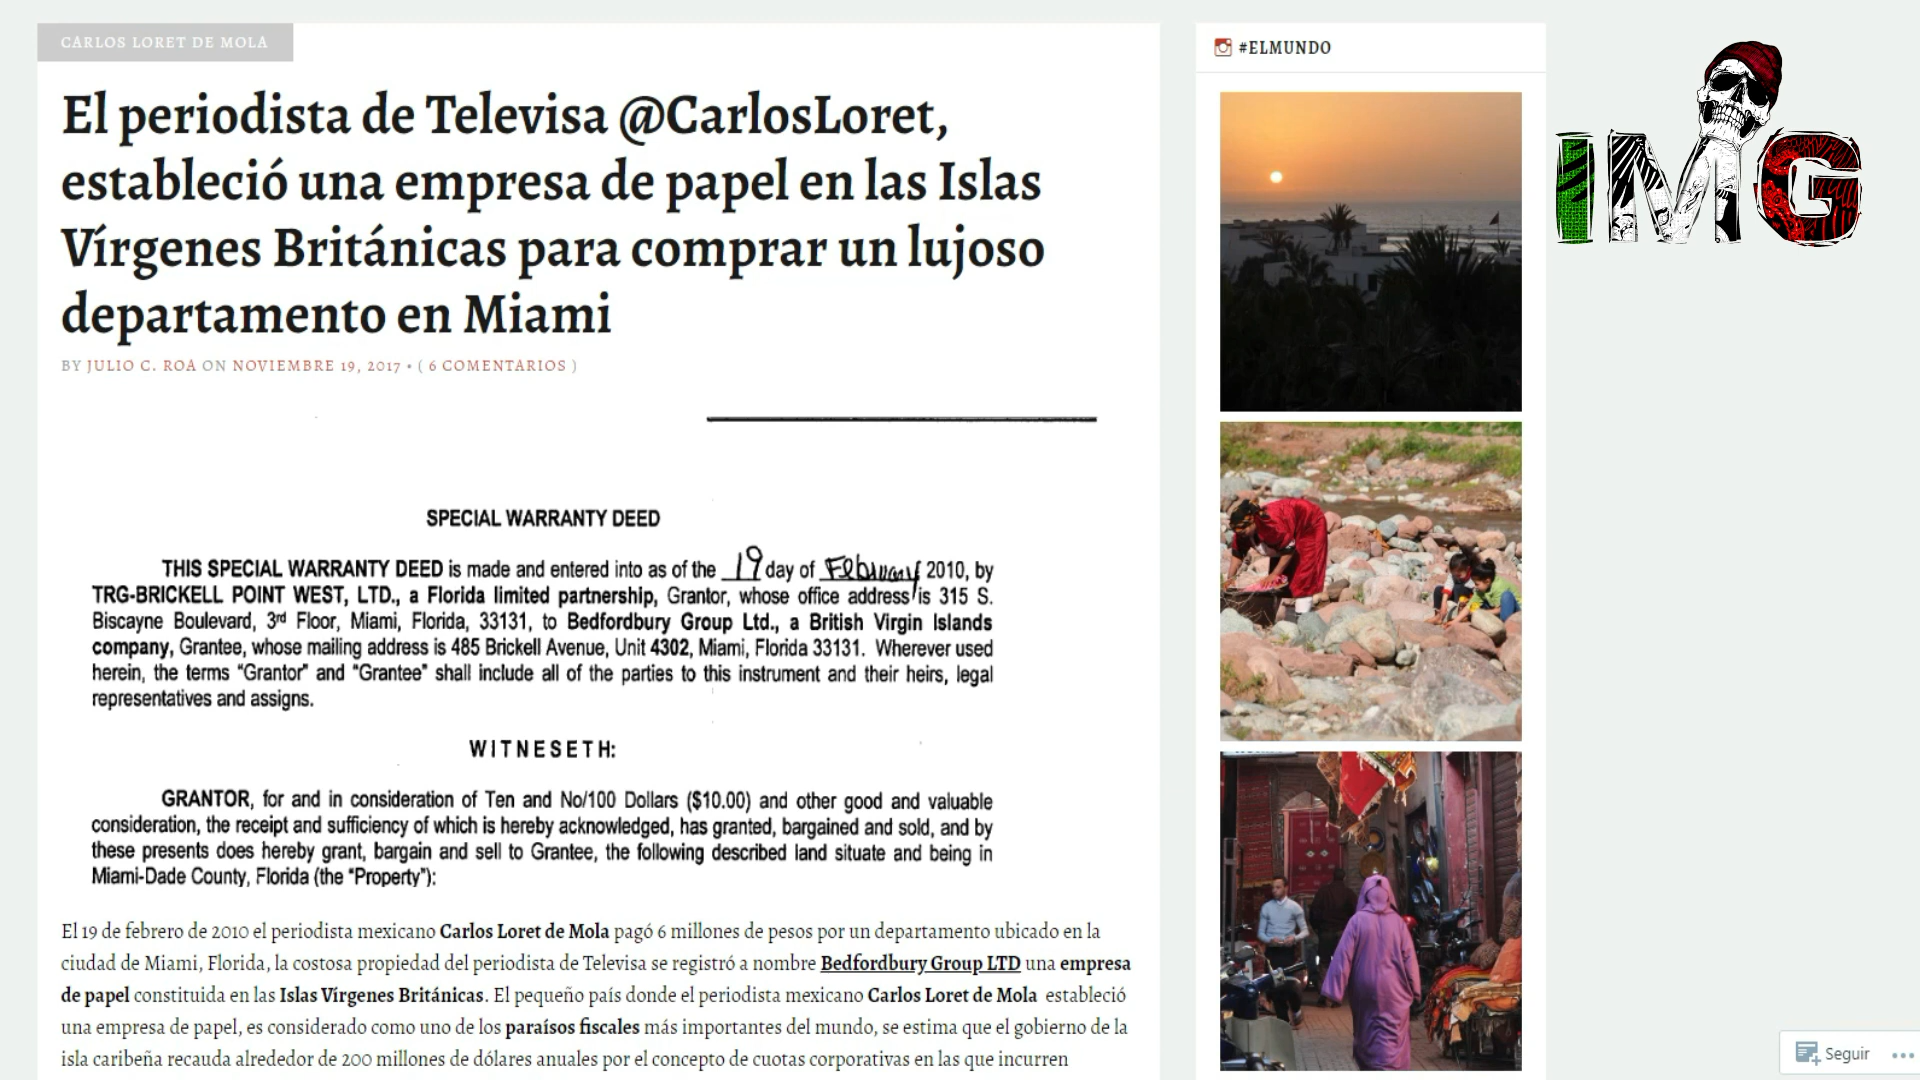 CARLOS LORET DE MOLA
El periodista de Televisa @CarlosLoret,
estableció una empresa de papel en las Islas
Vírgenes Británicas para comprar un lujoso
departamento en Miami
BY JULIO C. ROA ON NOVIEMBRE 19, 2017 • ( 6 COMENTARIOS )
SPECIAL WARRANTY DEED
THIS SPECIAL WARRANTY DEED is made and entered into as of the 19 day of February 2010, by
TRG-BRICKELL POINT WEST, LTD., a Florida limited partnership, Grantor, whose office address is 315 S.
Biscayne Boulevard, 3rd Floor, Miami, Florida, 33131, to Bedfordbury Group Ltd., a British Virgin Islands
company, Grantee, whose mailing address is 485 Brickell Avenue, Unit 4302, Miami, Florida 33131. Wherever used
herein, the terms "Grantor" and "Grantee" shall include all of the parties to this instrument and their heirs, legal
representatives and assigns.
WITNESETH:
GRANTOR, for and in consideration of Ten and No/100 Dollars ($10.00) and other good and valuable
consideration, the receipt and sufficiency of which is hereby acknowledged, has granted, bargained and sold, and by
these presents does hereby grant, bargain and sell to Grantee, the following described land situate and being in
Miami-Dade County, Florida (the "Property"):
El 19 de febrero de 2010 el periodista mexicano Carlos Loret de Mola pagó 6 millones de pesos por un departamento ubicado en la
ciudad de Miami, Florida, la costosa propiedad del periodista de Televisa se registró a nombre Bedfordbury Group LTD una empresa
de papel constituida en las Islas Vírgenes Británicas. El pequeño país donde el periodista mexicano Carlos Loret de Mola estableció
una empresa de papel, es considerado como uno de los paraísos fiscales más importantes del mundo, se estima que el gobierno de la
isla caribeña recauda alrededor de 200 millones de dólares anuales por el concepto de cuotas corporativas en las que incurren
#ELMUNDO
IMG
Seguir